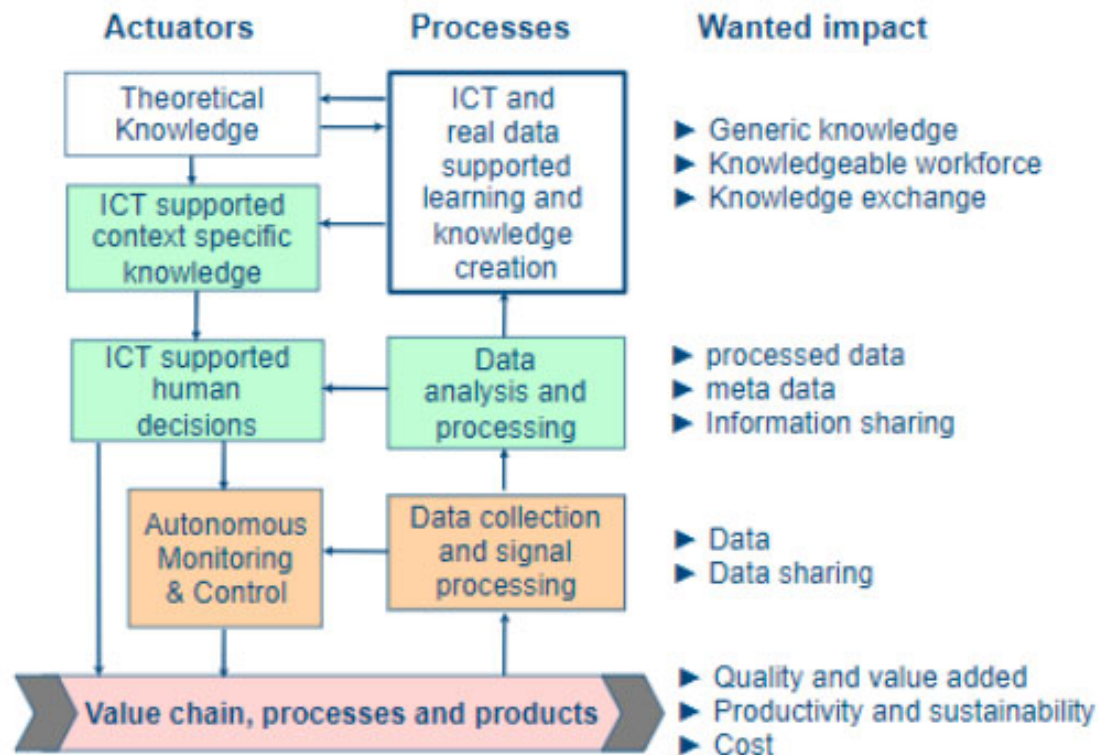 Actuators
Processes
Wanted impact
Theoretical
Knowledge
ICT and
real data
supported
learning and
knowledge
creation
► Generic knowledge
► Knowledgeable workforce
► Knowledge exchange
ICT supported
context specific
knowledge
ICT supported
human
decisions
Data
analysis and
processing
► processed data
► meta data
► Information sharing
Autonomous
Monitoring
& Control
Data collection
and signal
processing
► Data
► Data sharing
Value chain, processes and products
► Quality and value added
► Productivity and sustainability
► Cost